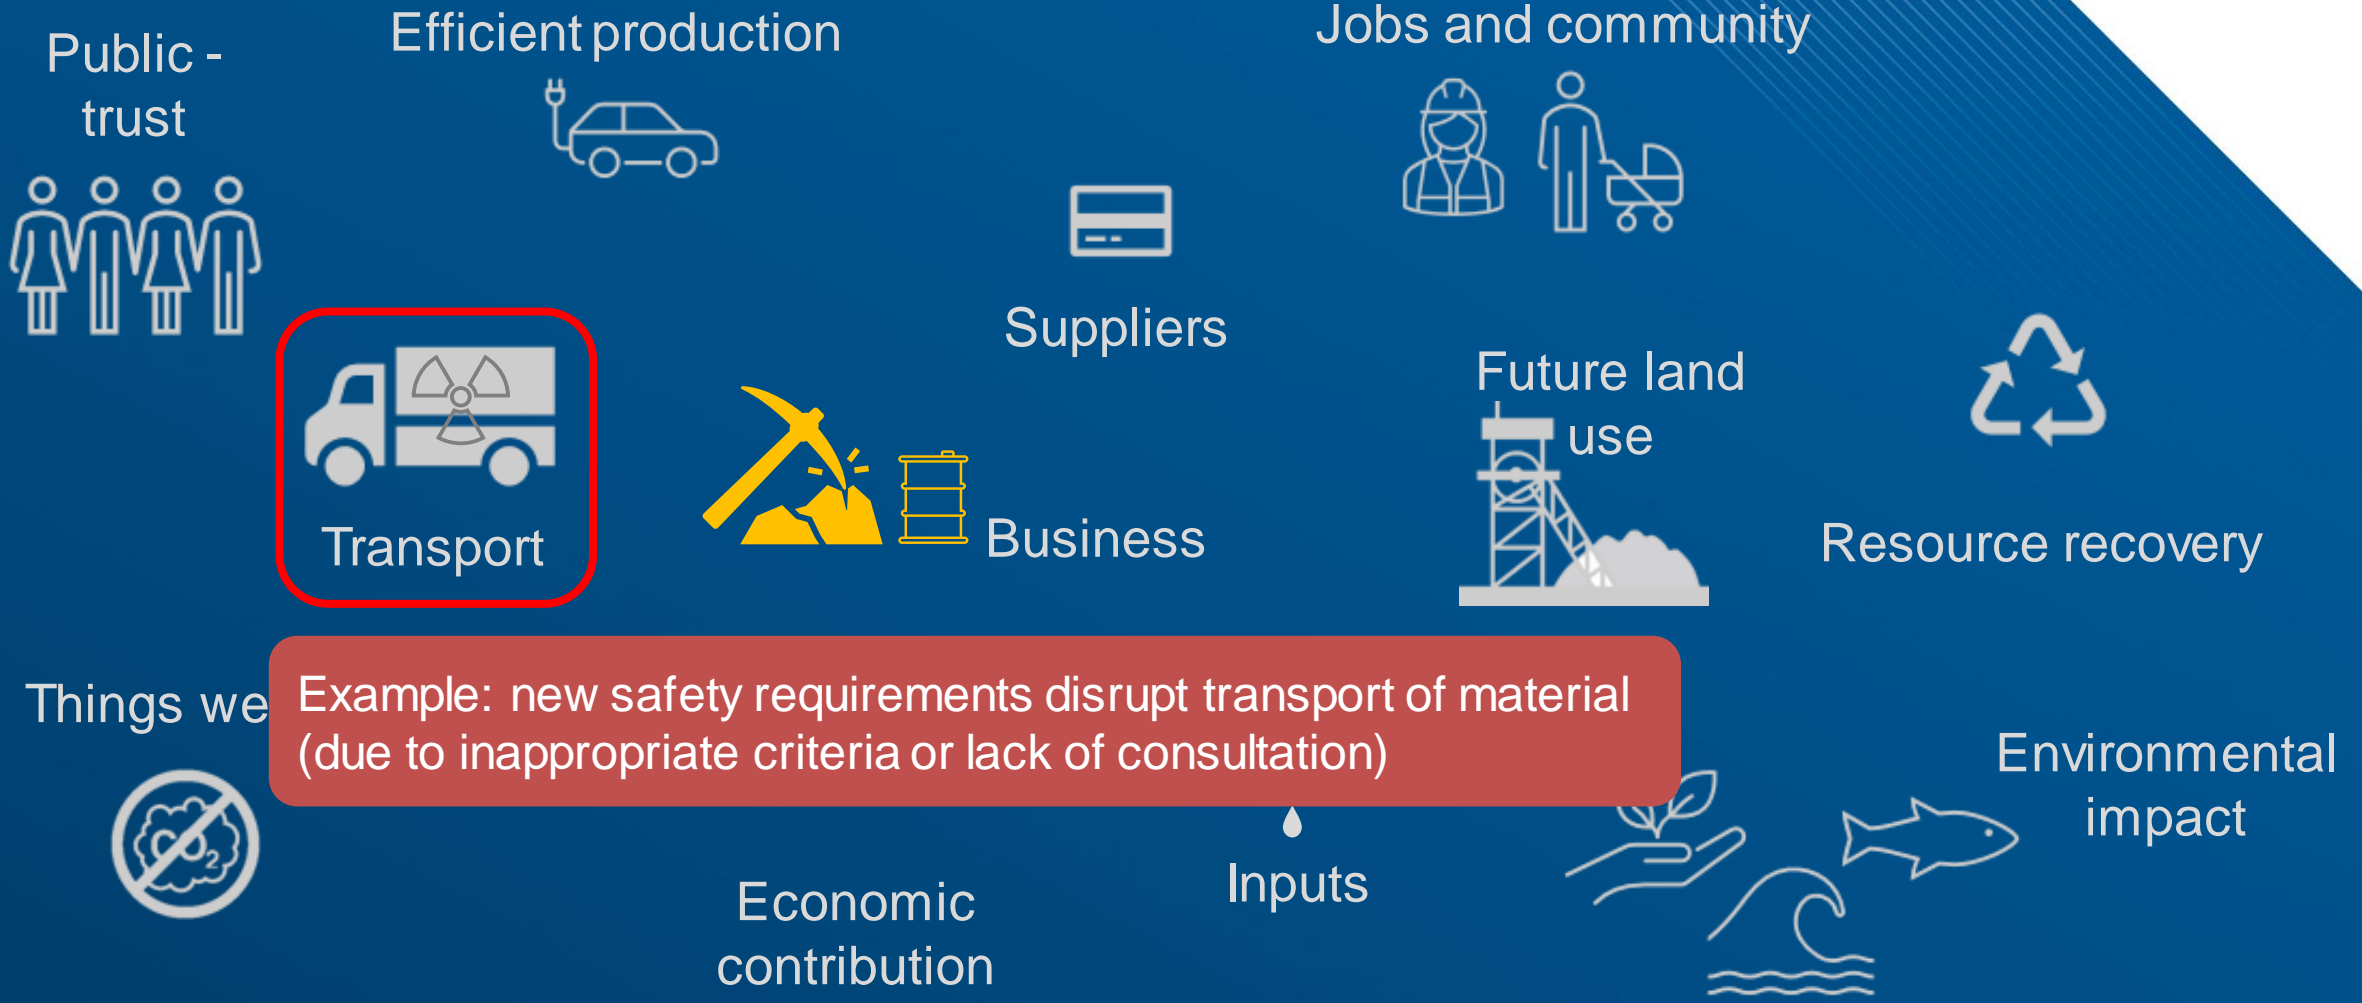 Public -
trust
Efficient production
Jobs and community
Suppliers
Transport
Business
Future land
use
Resource recovery
Things we
Example: new safety requirements disrupt transport of material
(due to inappropriate criteria or lack of consultation)
CO2
Economic
contribution
Inputs
Environmental
impact